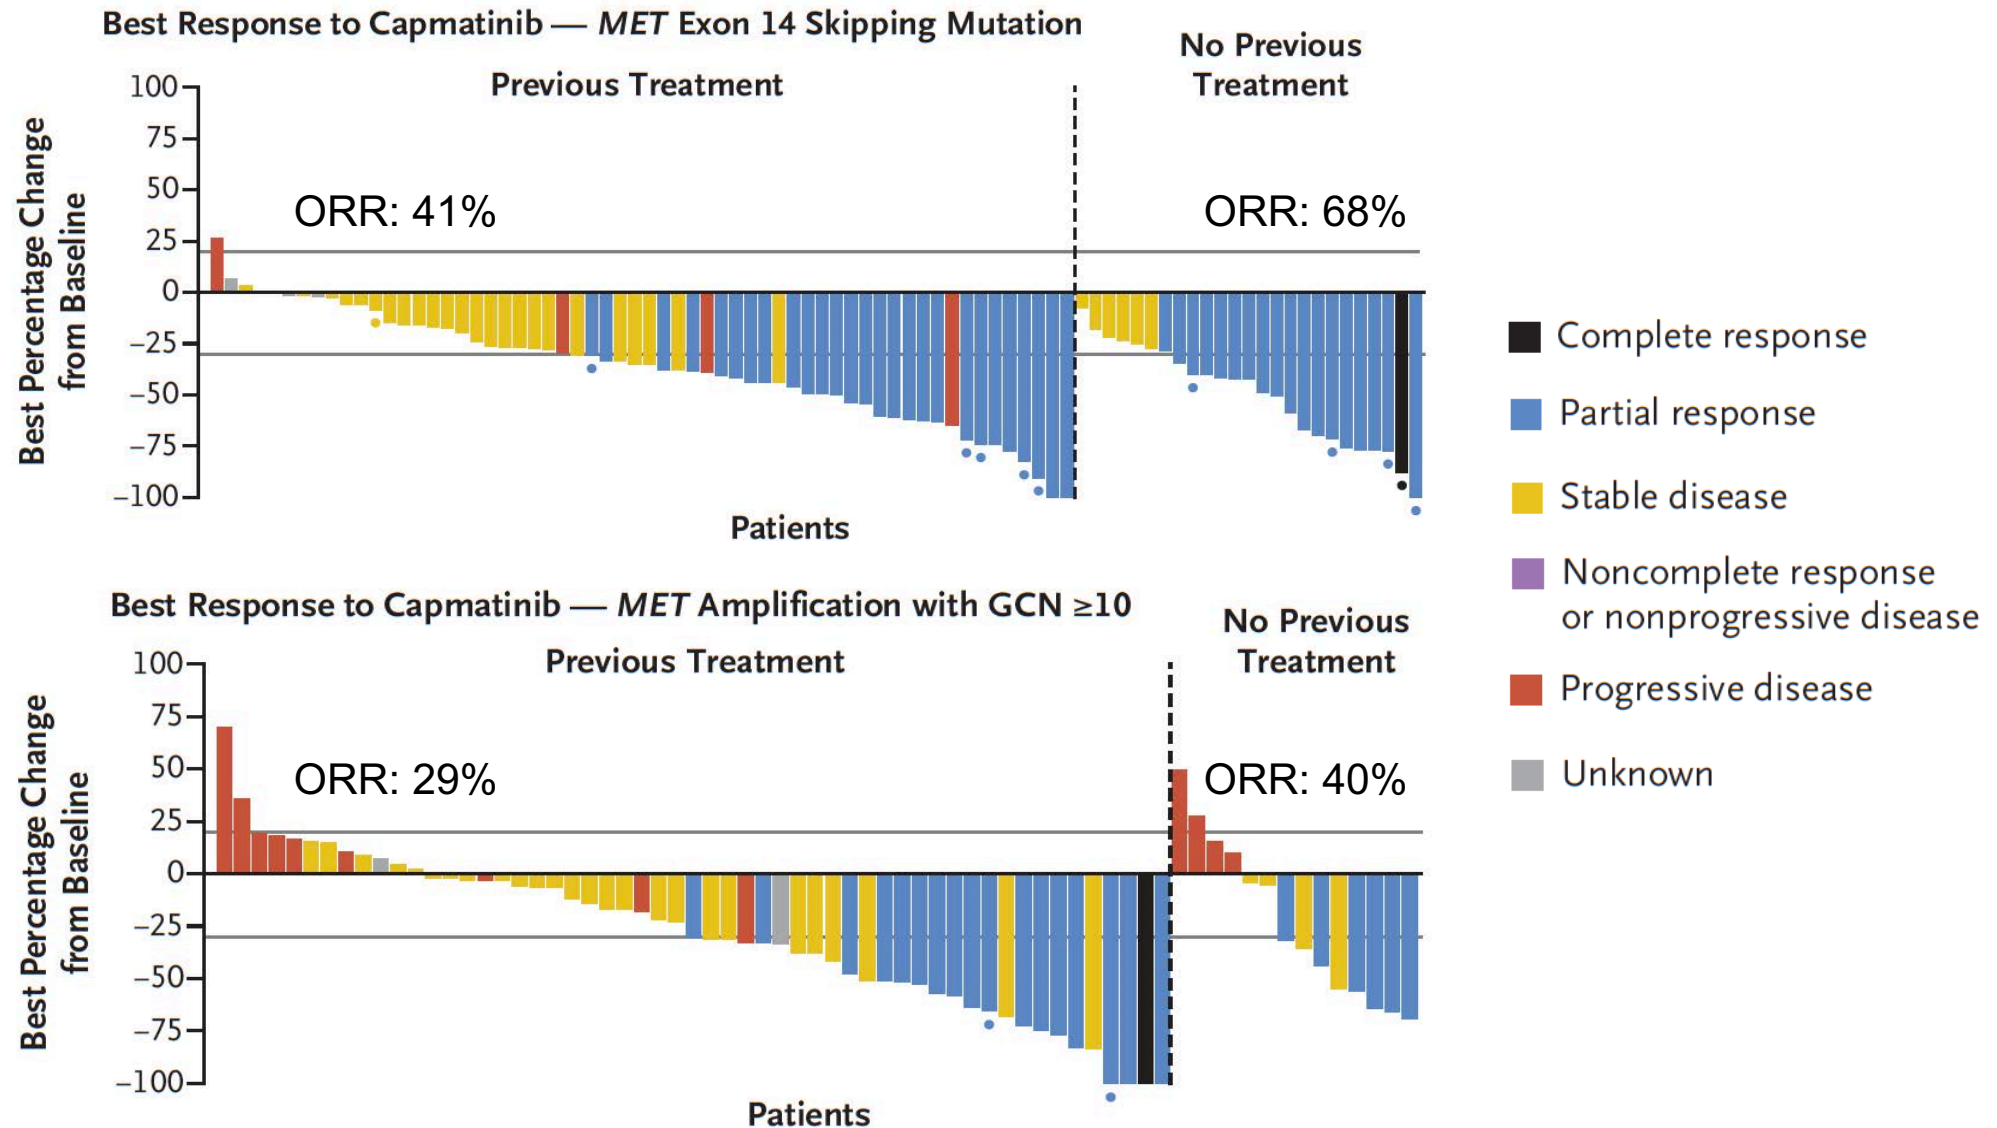 Best Response to Capmatinib — MET Exon 14 Skipping Mutation
No Previous
Treatment
Previous Treatment
Best Percentage Change
from Baseline
100
75
50
25
0
–25
–50
–75
–100
ORR: 41%
ORR: 68%
Patients
Complete response
Partial response
Stable disease
Noncomplete response
or nonprogressive disease
Progressive disease
Unknown
Best Response to Capmatinib — MET Amplification with GCN ≥10
No Previous
Treatment
Previous Treatment
Best Percentage Change
from Baseline
100
75
50
25
0
–25
–50
–75
–100
ORR: 29%
ORR: 40%
Patients